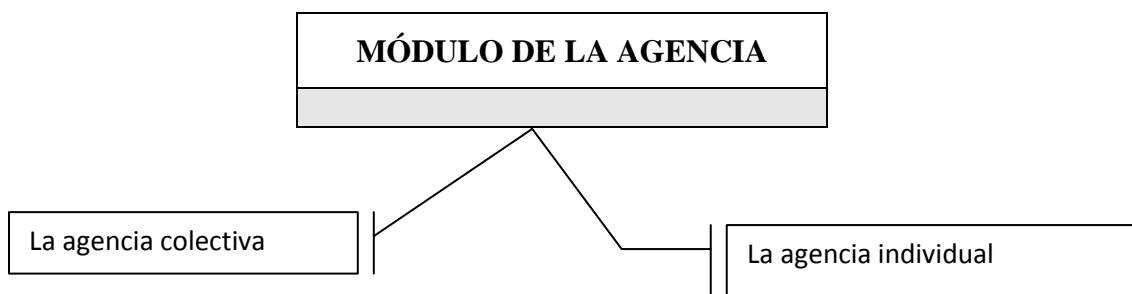 MÓDULO DE LA AGENCIA
La agencia colectiva
La agencia individual